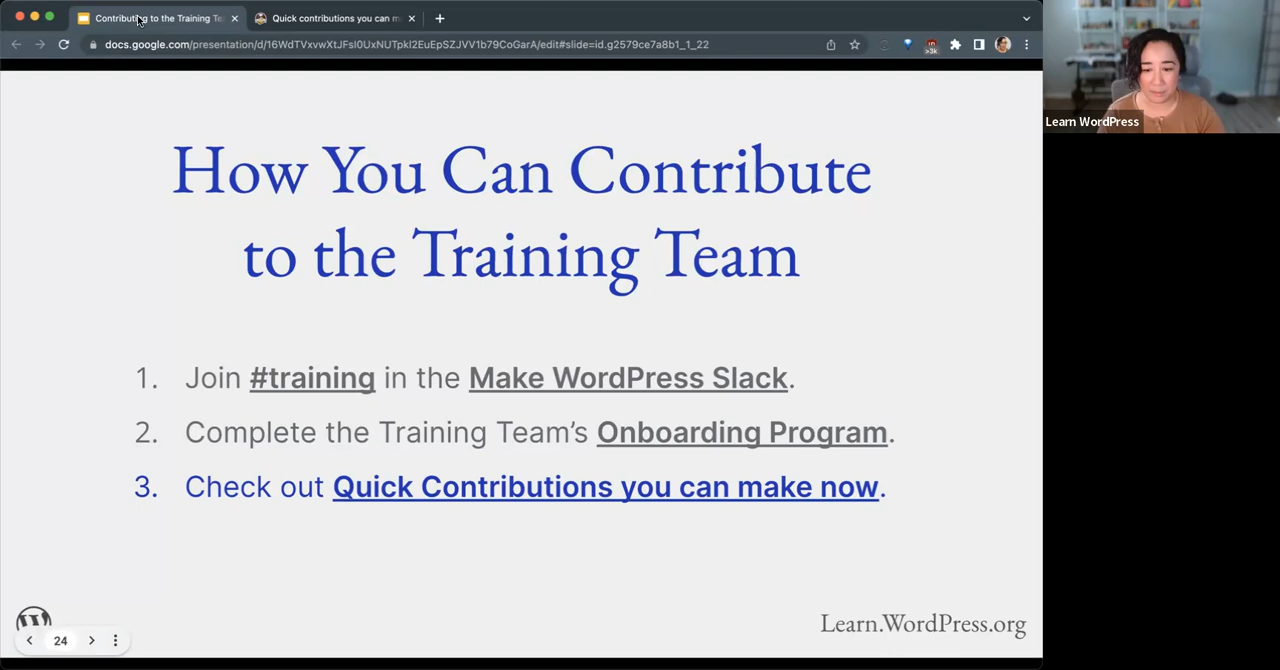 Contributing to the Training Te
Quick contributions you can m
docs.google.com/presentation/d/16WdTVxvwXtJFsI0UxNUTpkI2EuEpSZJVV1b79CoGarA/edit#slide=id.g2579ce7a8b1_1_22
>3k
Learn WordPress
How You Can Contribute
to the Training Team
1. Join #training in the Make WordPress Slack.
2. Complete the Training Team’s Onboarding Program.
3. Check out Quick Contributions you can make now.
Learn.WordPress.org
24